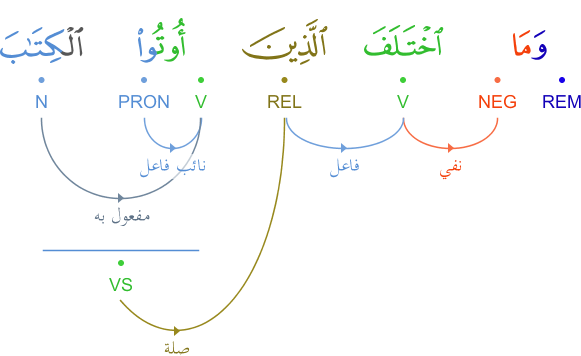 وَمَا ٱخْتَلَفَ ٱلَّذِينَ أُوتُوا۟ ٱلْكِتَـٰبَ
REM NEG V REL V PRON N
نفي فاعل نائب فاعل
مفعول به
VS
صلة